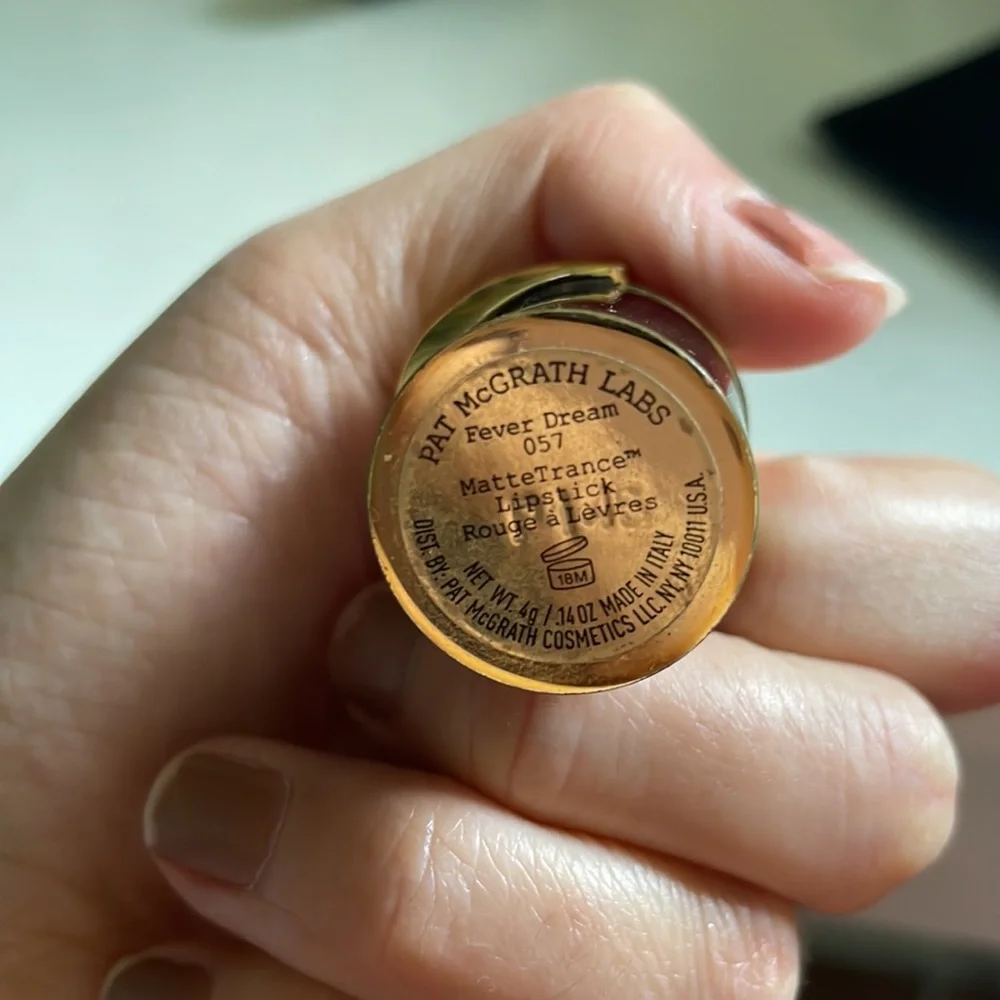 PAT McGRATH LABS
Fever Dream
057
MatteTrance™
Lipstick
Rouge à Lèvres
18M
NET WT. 4g / .14 OZ MADE IN ITALY
DIST. BY: PAT McGRATH COSMETICS LLC. NY, NY 10011 U.S.A.